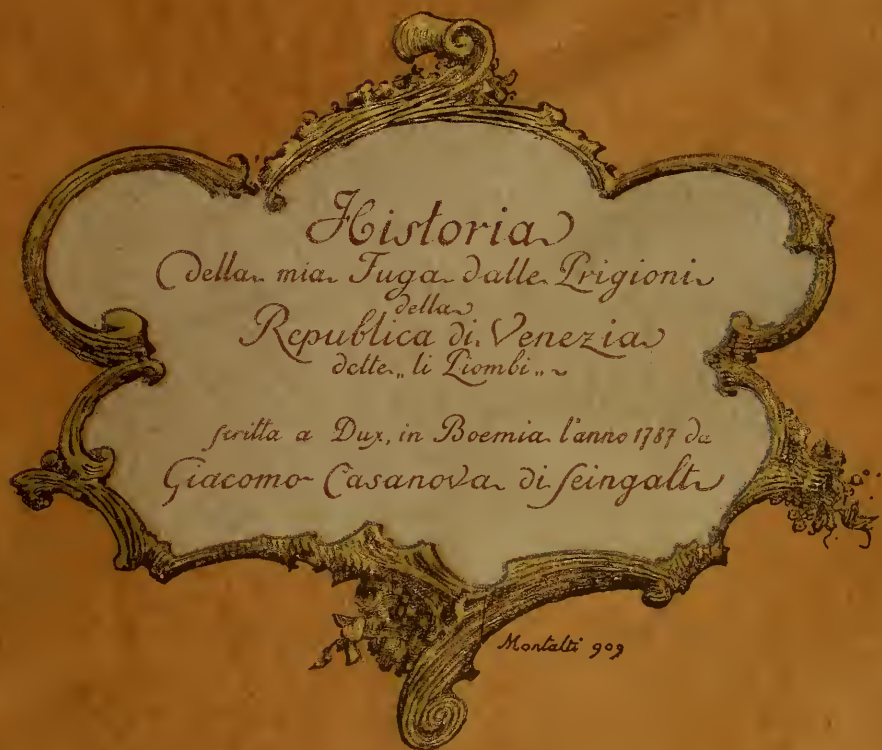 Historia
della mia Fuga dalle Prigioni
della
Republica di Venezia
dette „ li Piombi „
scritta a Dux, in Boemia l'anno 1787 da
Giacomo Casanova di Seingalt
Montalti 909